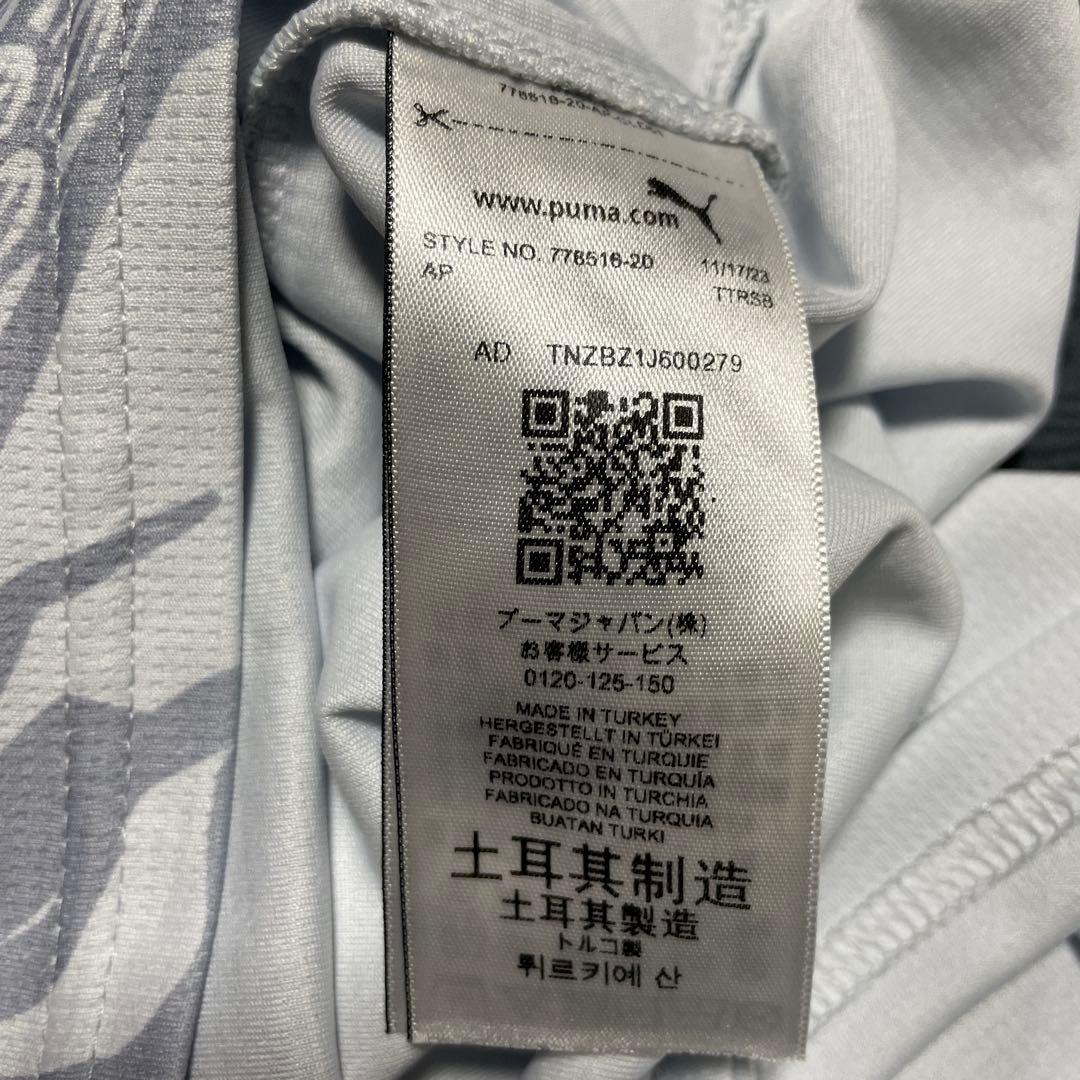 www.puma.com
STYLE NO. 778516-20 11/17/23
AP TTRSB
AD TNZBZ1J600279
プーマジャパン(株)
お客様サービス
0120-125-150
MADE IN TURKEY
HERGESTELLT IN TÜRKEI
FABRIQUÉ EN TURQUIE
FABRICADO EN TURQUÍA
PRODOTTO IN TURCHIA
FABRICADO NA TURQUIA
BUATAN TURKI
土耳其制造
土耳其製造
トルコ製
튀르키예 산